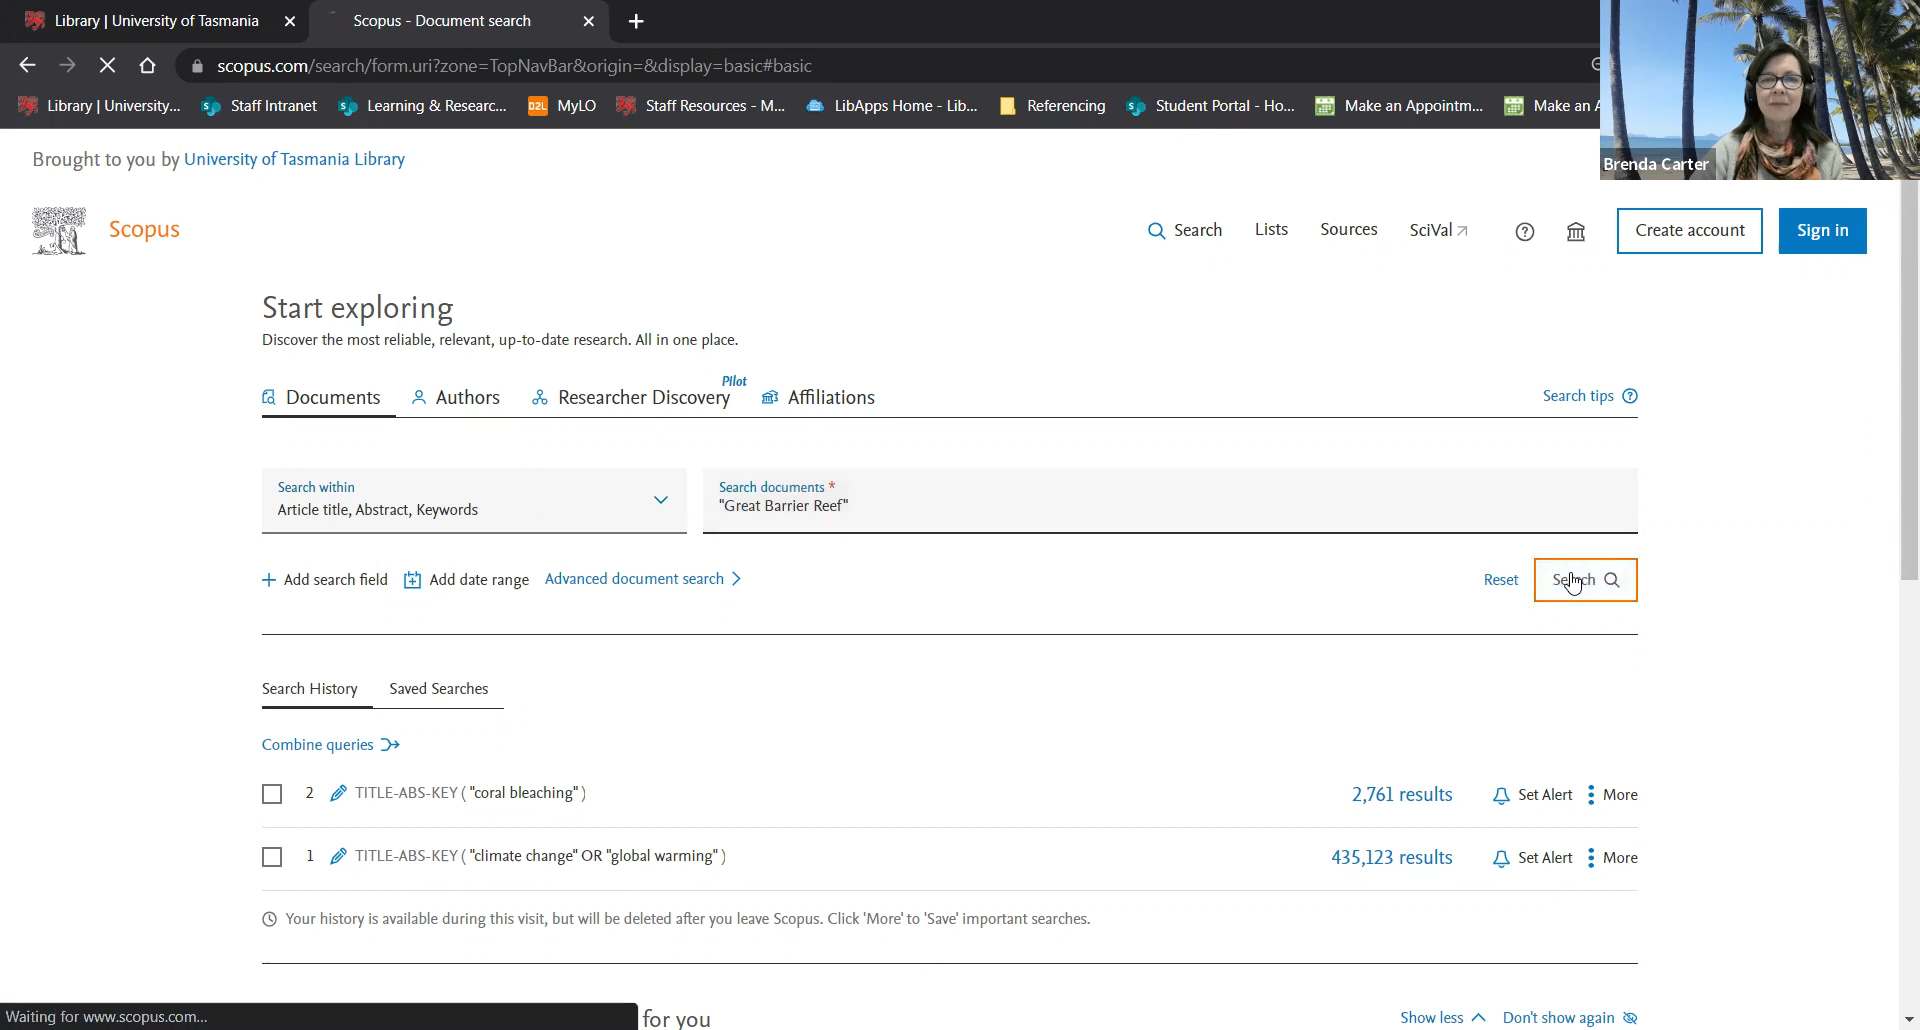 Library | University of Tasmania
Scopus - Document search
scopus.com/search/form.uri?zone=TopNavBar&origin=&display=basic#basic
Library | University... Staff Intranet Learning & Researc... D2L MyLO Staff Resources - M... LibApps Home - Lib... Referencing Student Portal - Ho... Make an Appointm... Make an A
Brenda Carter
Brought to you by University of Tasmania Library
Scopus
Search Lists Sources SciVal Create account Sign in
Start exploring
Discover the most reliable, relevant, up-to-date research. All in one place.
Documents Authors Researcher Discovery Pilot Affiliations Search tips
Search within
Article title, Abstract, Keywords
Search documents *
"Great Barrier Reef"
Add search field Add date range Advanced document search Reset Search
Search History Saved Searches
Combine queries
2 TITLE-ABS-KEY ( "coral bleaching" ) 2,761 results Set Alert More
1 TITLE-ABS-KEY ( "climate change" OR "global warming" ) 435,123 results Set Alert More
Your history is available during this visit, but will be deleted after you leave Scopus. Click 'More' to 'Save' important searches.
Waiting for www.scopus.com...
for you Show less Don't show again